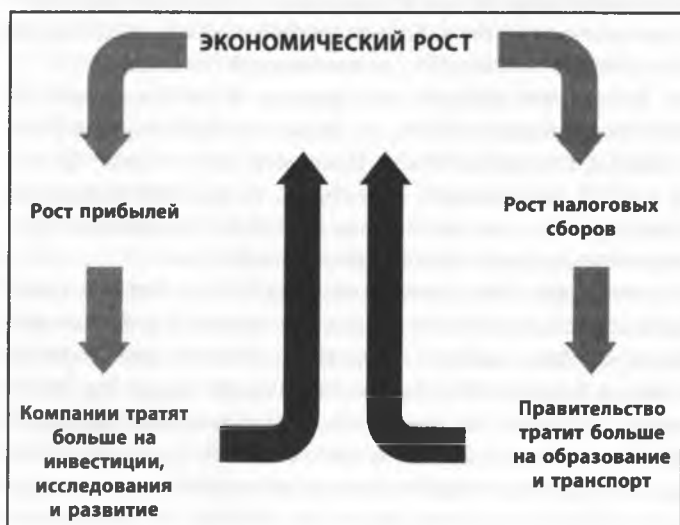 ЭКОНОМИЧЕСКИЙ РОСТ
Рост прибылей
Рост налоговых
сборов
Компании тратят
больше на
инвестиции,
исследования
и развитие
Правительство
тратит больше
на образование
и транспорт